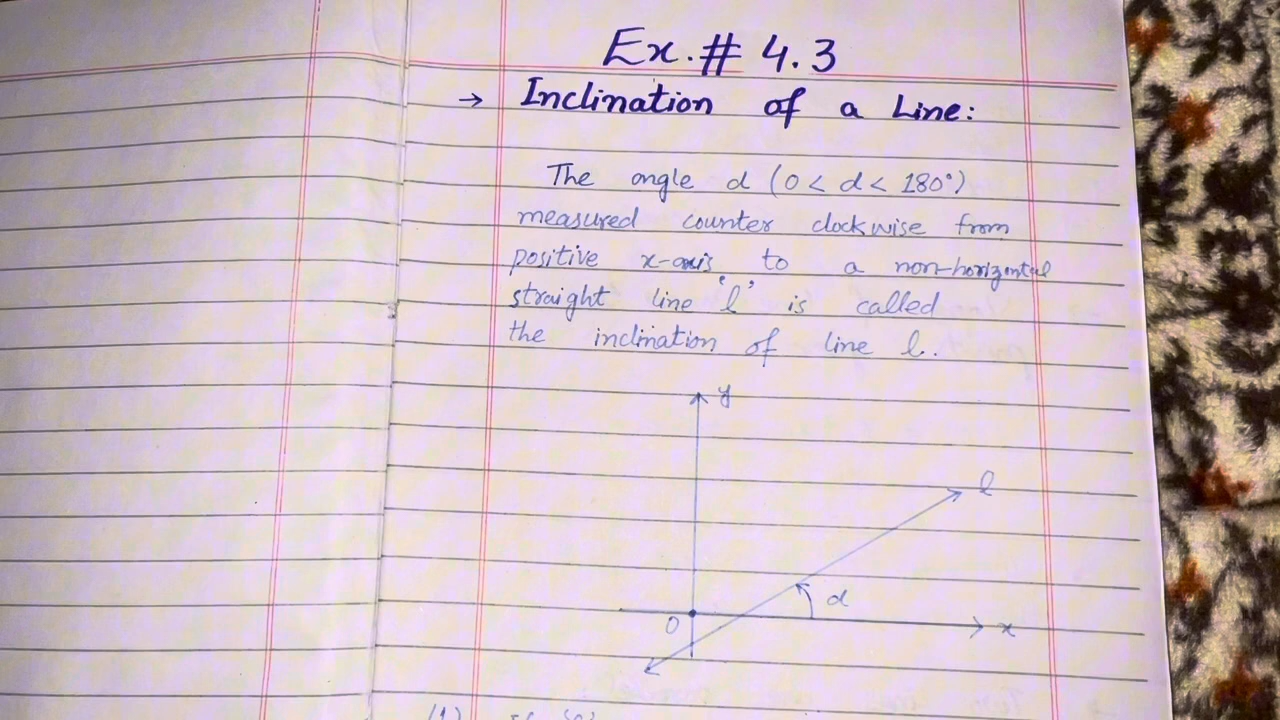 Ex.# 4.3
→ Inclination of a Line:
The angle α (0 < α < 180°)
measured counter clockwise from
positive x-axis to a non-horizontal
straight line 'l' is called
the inclination of line l.
y
l
α
O
x
(1)